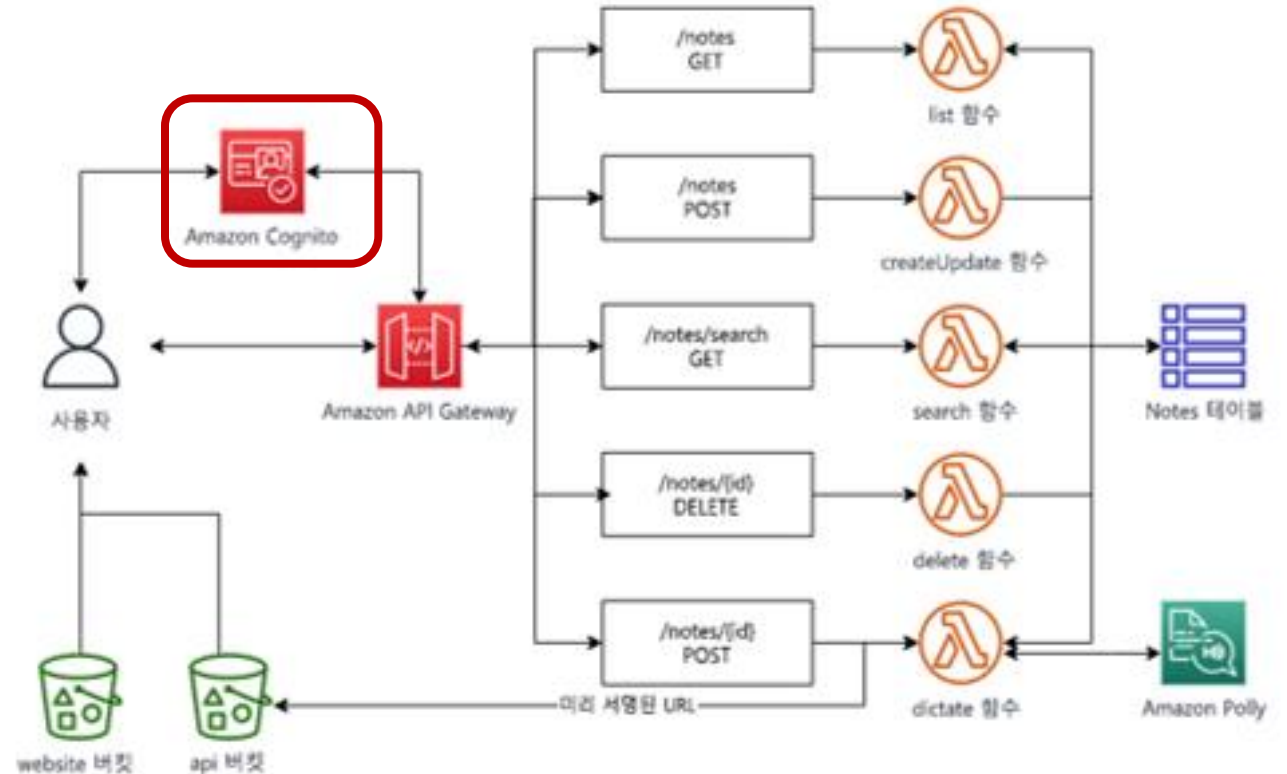 /notes
GET
list 함수
Amazon Cognito
/notes
POST
createUpdate 함수
/notes/search
GET
search 함수
사용자
Amazon API Gateway
Notes 테이블
/notes/{id}
DELETE
delete 함수
/notes/{id}
POST
dictate 함수
Amazon Polly
미리 서명된 URL
website 버킷
api 버킷